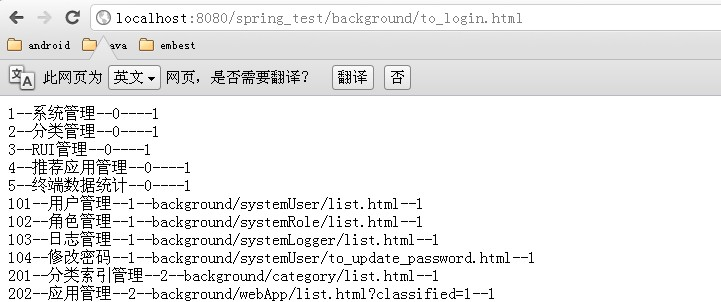 localhost:8080/spring_test/background/to_login.html
android ava embest
此网页为 英文 网页，是否需要翻译？ 翻译 否
1--系统管理--0----1
2--分类管理--0----1
3--RUI管理--0----1
4--推荐应用管理--0----1
5--终端数据统计--0----1
101--用户管理--1--background/systemUser/list.html--1
102--角色管理--1--background/systemRole/list.html--1
103--日志管理--1--background/systemLogger/list.html--1
104--修改密码--1--background/systemUser/to_update_password.html--1
201--分类索引管理--2--background/category/list.html--1
202--应用管理--2--background/webApp/list.html?classified=1--1